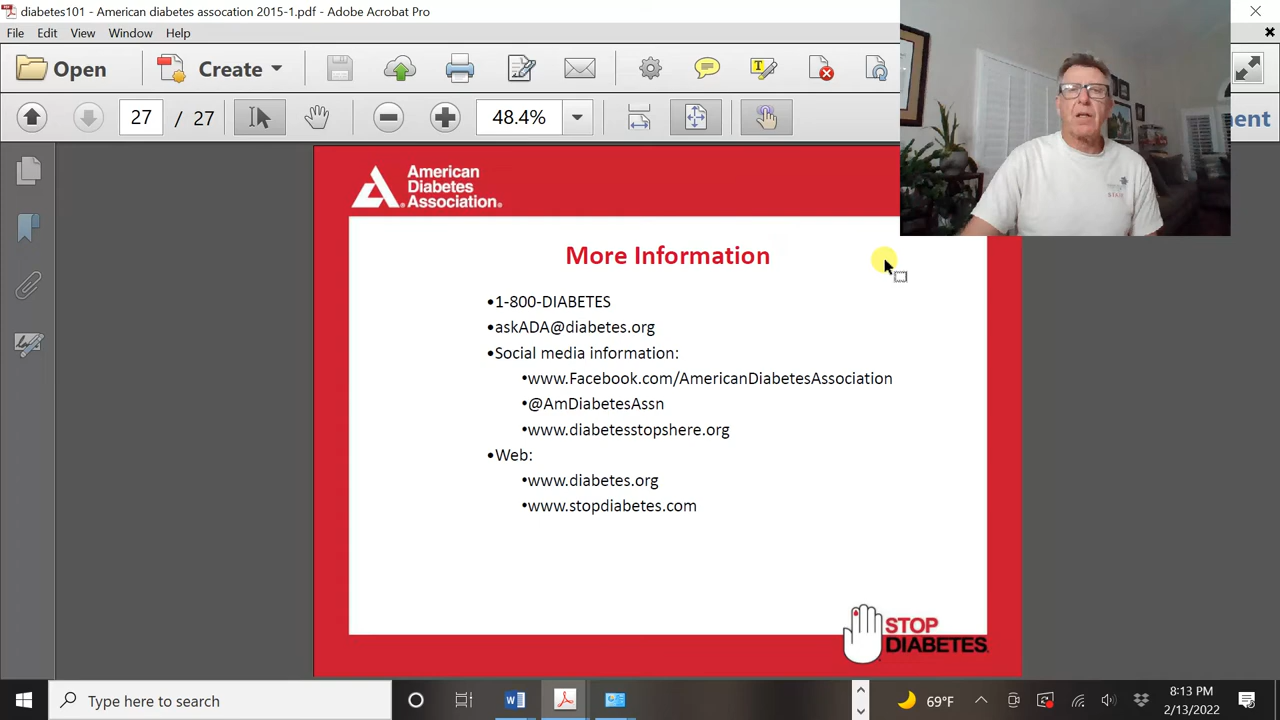 diabetes101 - American diabetes assocation 2015-1.pdf - Adobe Acrobat Pro
File Edit View Window Help
Open Create
27 / 27 48.4%
ment
American
Diabetes
Association®
More Information
•1-800-DIABETES
•askADA@diabetes.org
•Social media information:
•www.Facebook.com/AmericanDiabetesAssociation
•@AmDiabetesAssn
•www.diabetesstopshere.org
•Web:
•www.diabetes.org
•www.stopdiabetes.com
STOP
DIABETES.
Type here to search
69°F
8:13 PM
2/13/2022